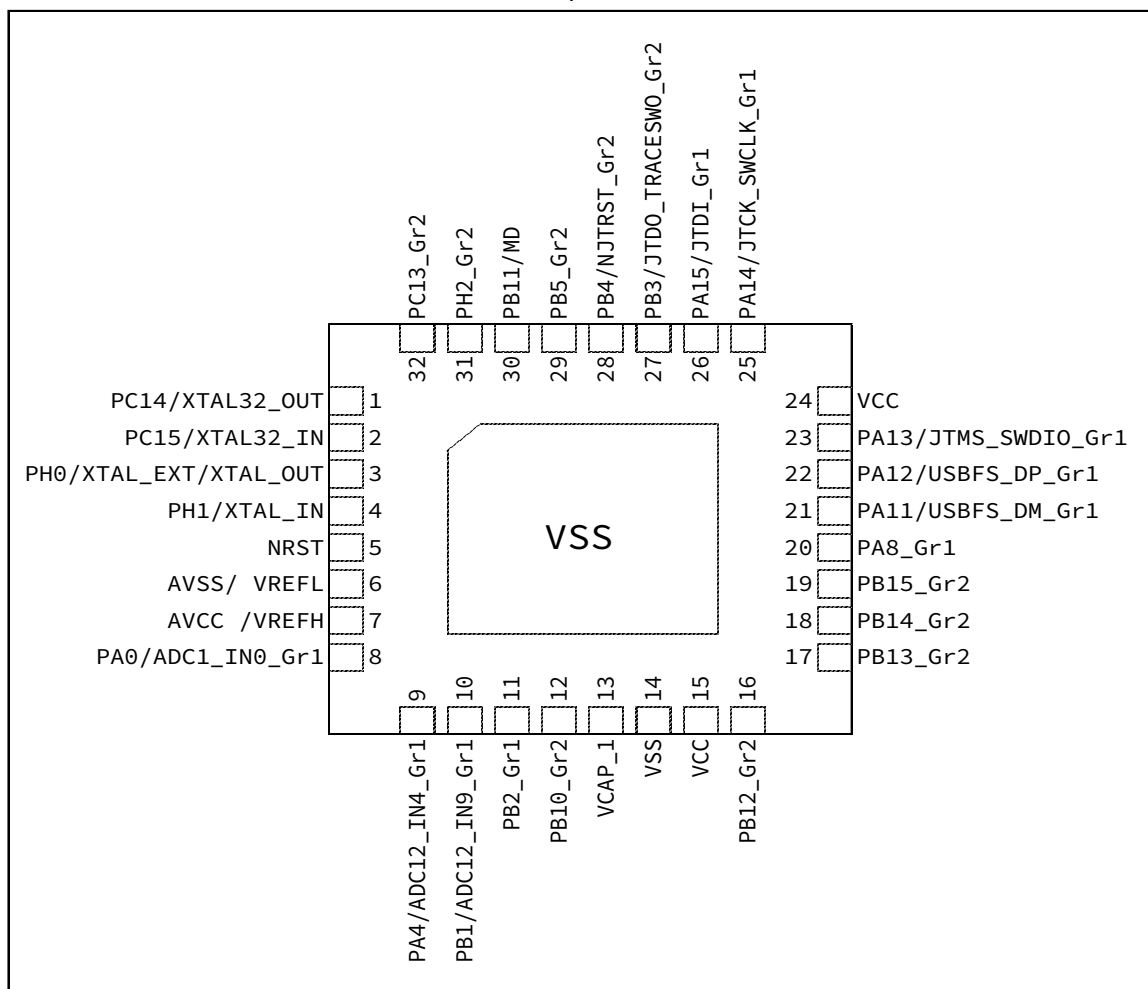 PC13_Gr2
PH2_Gr2
PB11/MD
PB5_Gr2
PB4/NJTRST_Gr2
PB3/JTDO_TRACESWO_Gr2
PA15/JTDI_Gr1
PA14/JTCK_SWCLK_Gr1
32
31
30
29
28
27
26
25
PC14/XTAL32_OUT 1
PC15/XTAL32_IN 2
PH0/XTAL_EXT/XTAL_OUT 3
PH1/XTAL_IN 4
NRST 5
AVSS/ VREFL 6
AVCC /VREFH 7
PA0/ADC1_IN0_Gr1 8
VSS
24 VCC
23 PA13/JTMS_SWDIO_Gr1
22 PA12/USBFS_DP_Gr1
21 PA11/USBFS_DM_Gr1
20 PA8_Gr1
19 PB15_Gr2
18 PB14_Gr2
17 PB13_Gr2
9
10
11
12
13
14
15
16
PA4/ADC12_IN4_Gr1
PB1/ADC12_IN9_Gr1
PB2_Gr1
PB10_Gr2
VCAP_1
VSS
VCC
PB12_Gr2